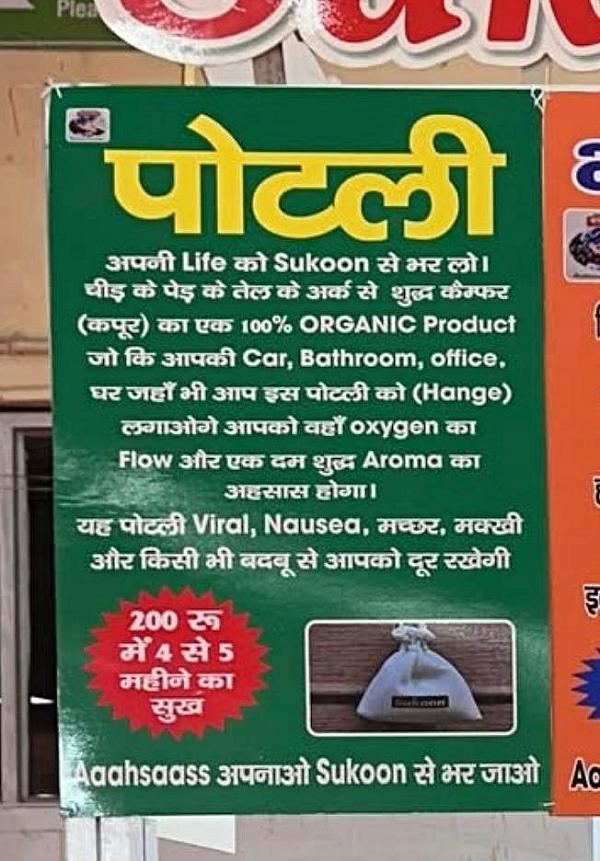 Plea
पोटली
अपनी Life को Sukoon से भर लो।
चीड़ के पेड़ के तेल के अर्क से शुद्ध कैम्फर
(कपूर) का एक 100% ORGANIC Product
जो कि आपकी Car, Bathroom, office,
घर जहाँ भी आप इस पोटली को (Hange)
लगाओगे आपको वहाँ oxygen का
Flow और एक दम शुद्ध Aroma का
अहसास होगा।
यह पोटली Viral, Nausea, मच्छर, मक्खी
और किसी भी बदबू से आपको दूर रखेगी
200 रू
में 4 से 5
महीने का
सुख
Sukoon
Aaahsaass अपनाओ Sukoon से भर जाओ